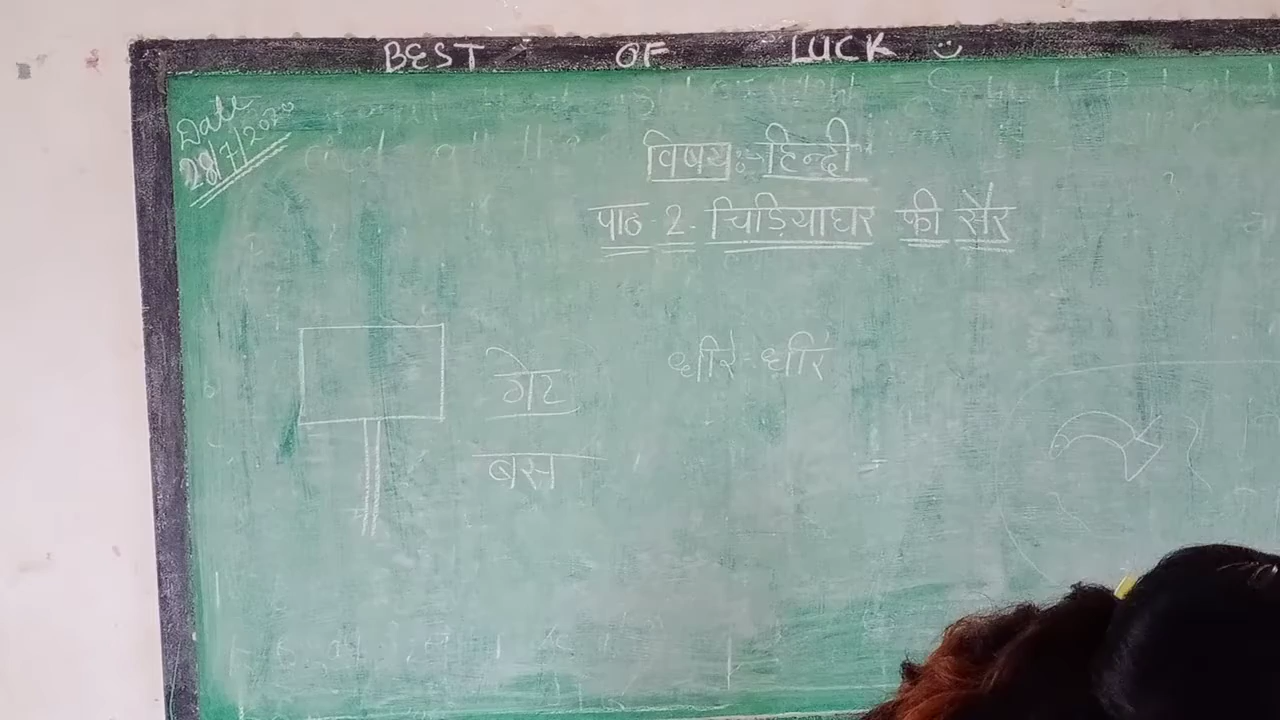 BEST OF LUCK
Date
28/7/2020
विषय:- हिन्दी
पाठ - 2. चिड़ियाघर की सैर
गेट
धीरे - धीरे
बस